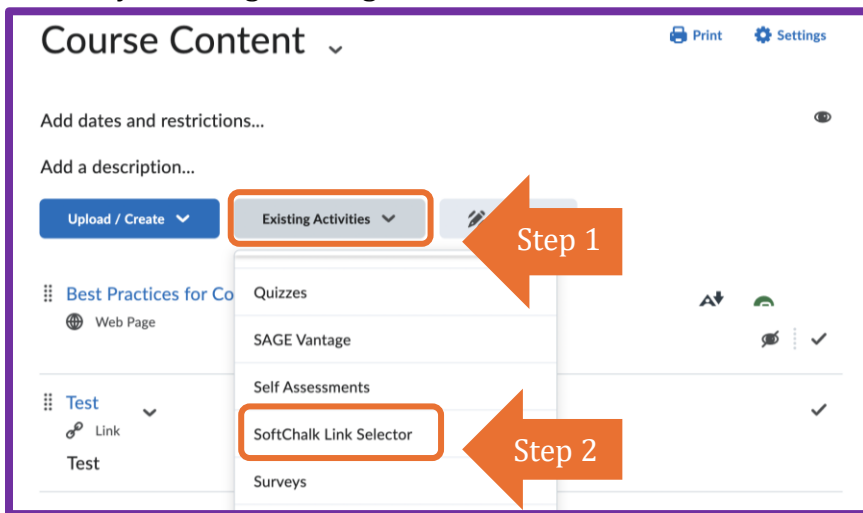 Course Content
Print
Settings
Add dates and restrictions...
Add a description...
Upload / Create
Existing Activities
Step 1
Best Practices for Co
Web Page
Quizzes
SAGE Vantage
Self Assessments
Test
Link
Test
SoftChalk Link Selector
Step 2
Surveys